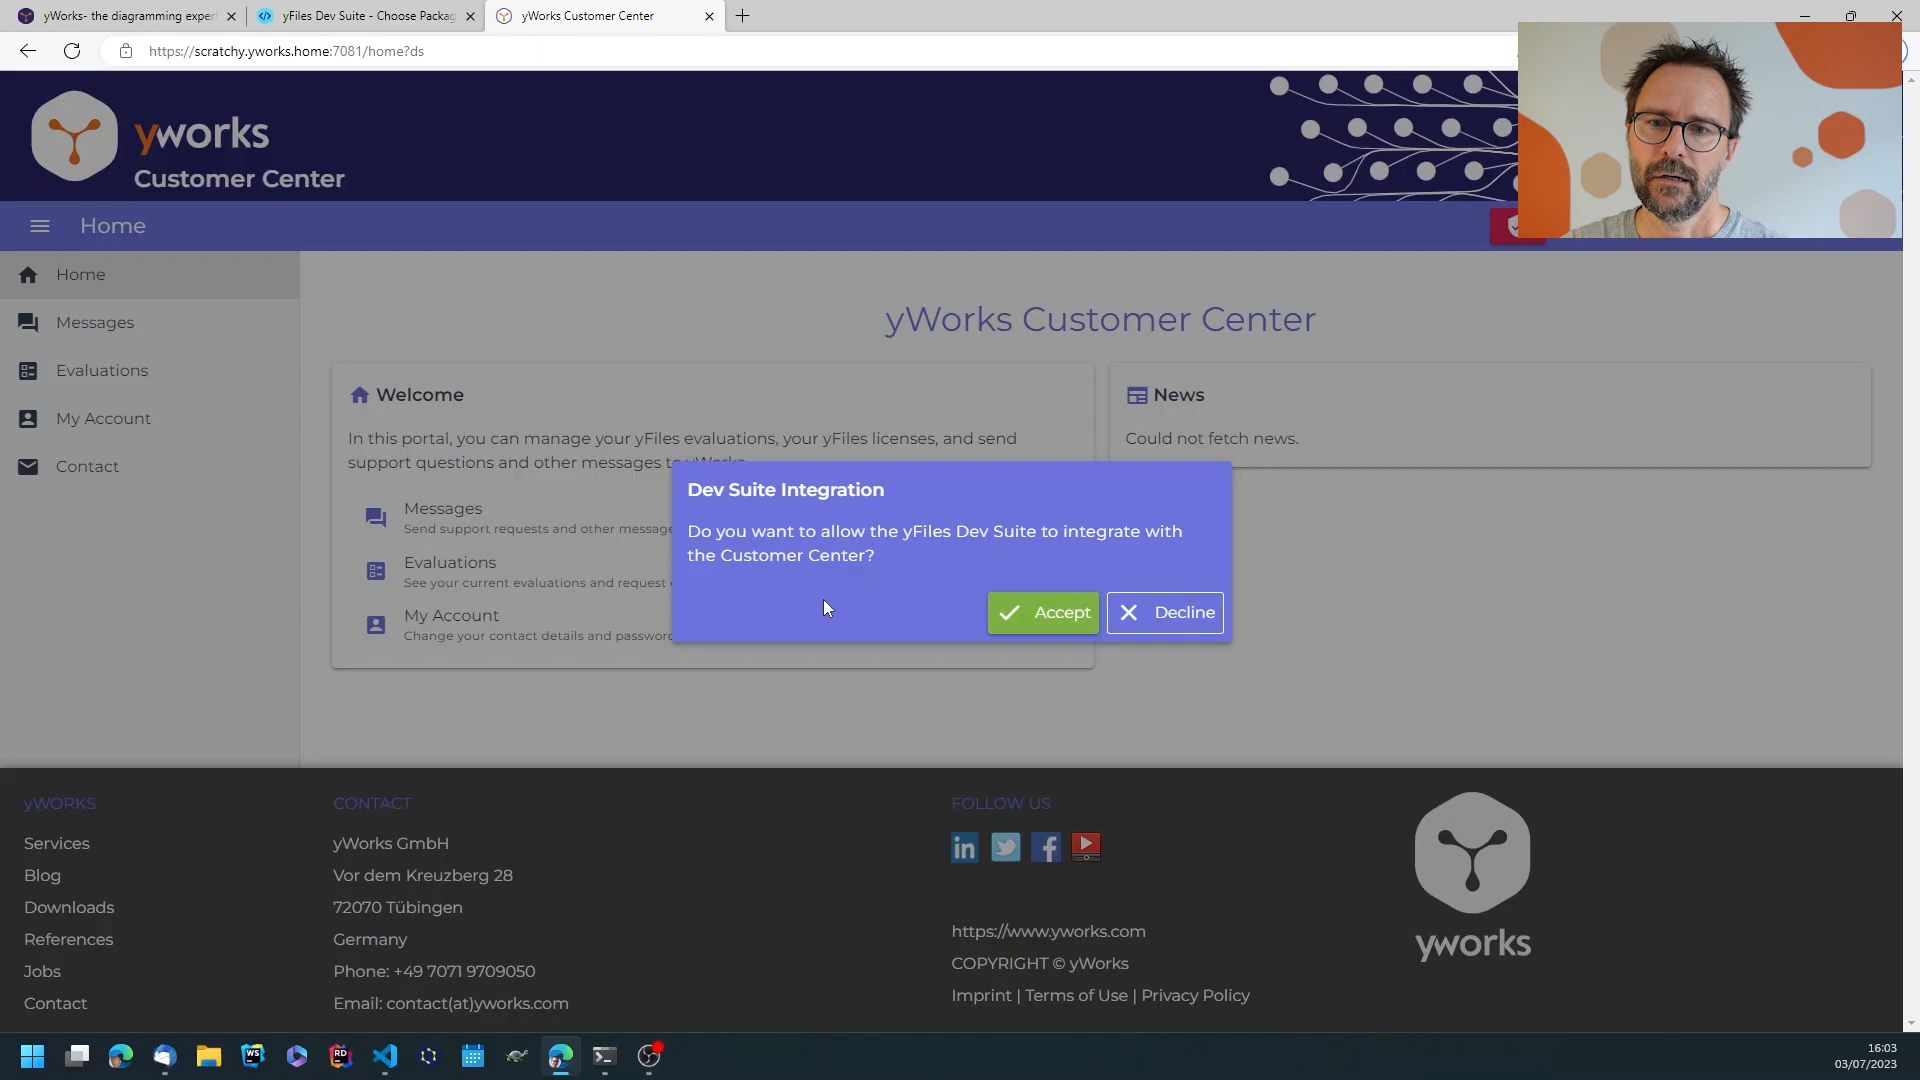 yWorks- the diagramming exper
yFiles Dev Suite - Choose Packag
yWorks Customer Center
https://scratchy.yworks.home:7081/home?ds
yworks
Customer Center
Home
Home
Messages
Evaluations
My Account
Contact
yWorks Customer Center
Welcome
In this portal, you can manage your yFiles evaluations, your yFiles licenses, and send
support questions and other messages to yWorks.
Messages
Send support requests and other message
Evaluations
See your current evaluations and request
My Account
Change your contact details and password
News
Could not fetch news.
Dev Suite Integration
Do you want to allow the yFiles Dev Suite to integrate with
the Customer Center?
Accept
Decline
yWORKS
Services
Blog
Downloads
References
Jobs
Contact
CONTACT
yWorks GmbH
Vor dem Kreuzberg 28
72070 Tübingen
Germany
Phone: +49 7071 9709050
Email: contact(at)yworks.com
FOLLOW US
https://www.yworks.com
COPYRIGHT © yWorks
Imprint | Terms of Use | Privacy Policy
yworks
WS
RD
16:03
03/07/2023